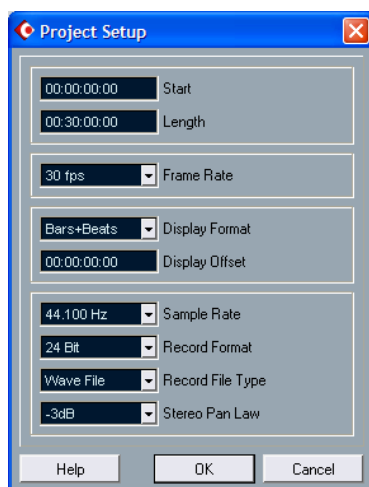 Project Setup
00:00:00:00 Start
00:30:00:00 Length
30 fps Frame Rate
Bars+Beats Display Format
00:00:00:00 Display Offset
44.100 Hz Sample Rate
24 Bit Record Format
Wave File Record File Type
-3dB Stereo Pan Law
Help OK Cancel